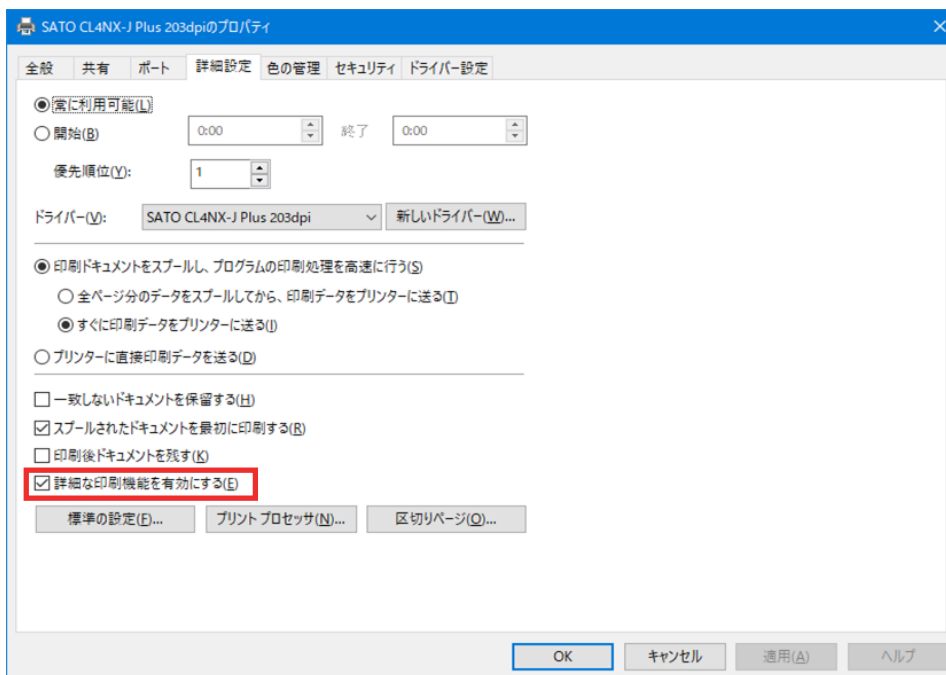 SATO CL4NX-J Plus 203dpiのプロパティ
全般 共有 ポート 詳細設定 色の管理 セキュリティ ドライバー設定
常に利用可能(L)
開始(B) 0:00 終了 0:00
優先順位(Y): 1
ドライバー(V): SATO CL4NX-J Plus 203dpi 新しいドライバー(W)...
印刷ドキュメントをスプールし、プログラムの印刷処理を高速に行う(S)
全ページ分のデータをスプールしてから、印刷データをプリンターに送る(T)
すぐに印刷データをプリンターに送る(I)
プリンターに直接印刷データを送る(D)
一致しないドキュメントを保留する(H)
スプールされたドキュメントを最初に印刷する(R)
印刷後ドキュメントを残す(K)
詳細な印刷機能を有効にする(E)
標準の設定(F)... プリント プロセッサ(N)... 区切りページ(O)...
OK キャンセル 適用(A) ヘルプ